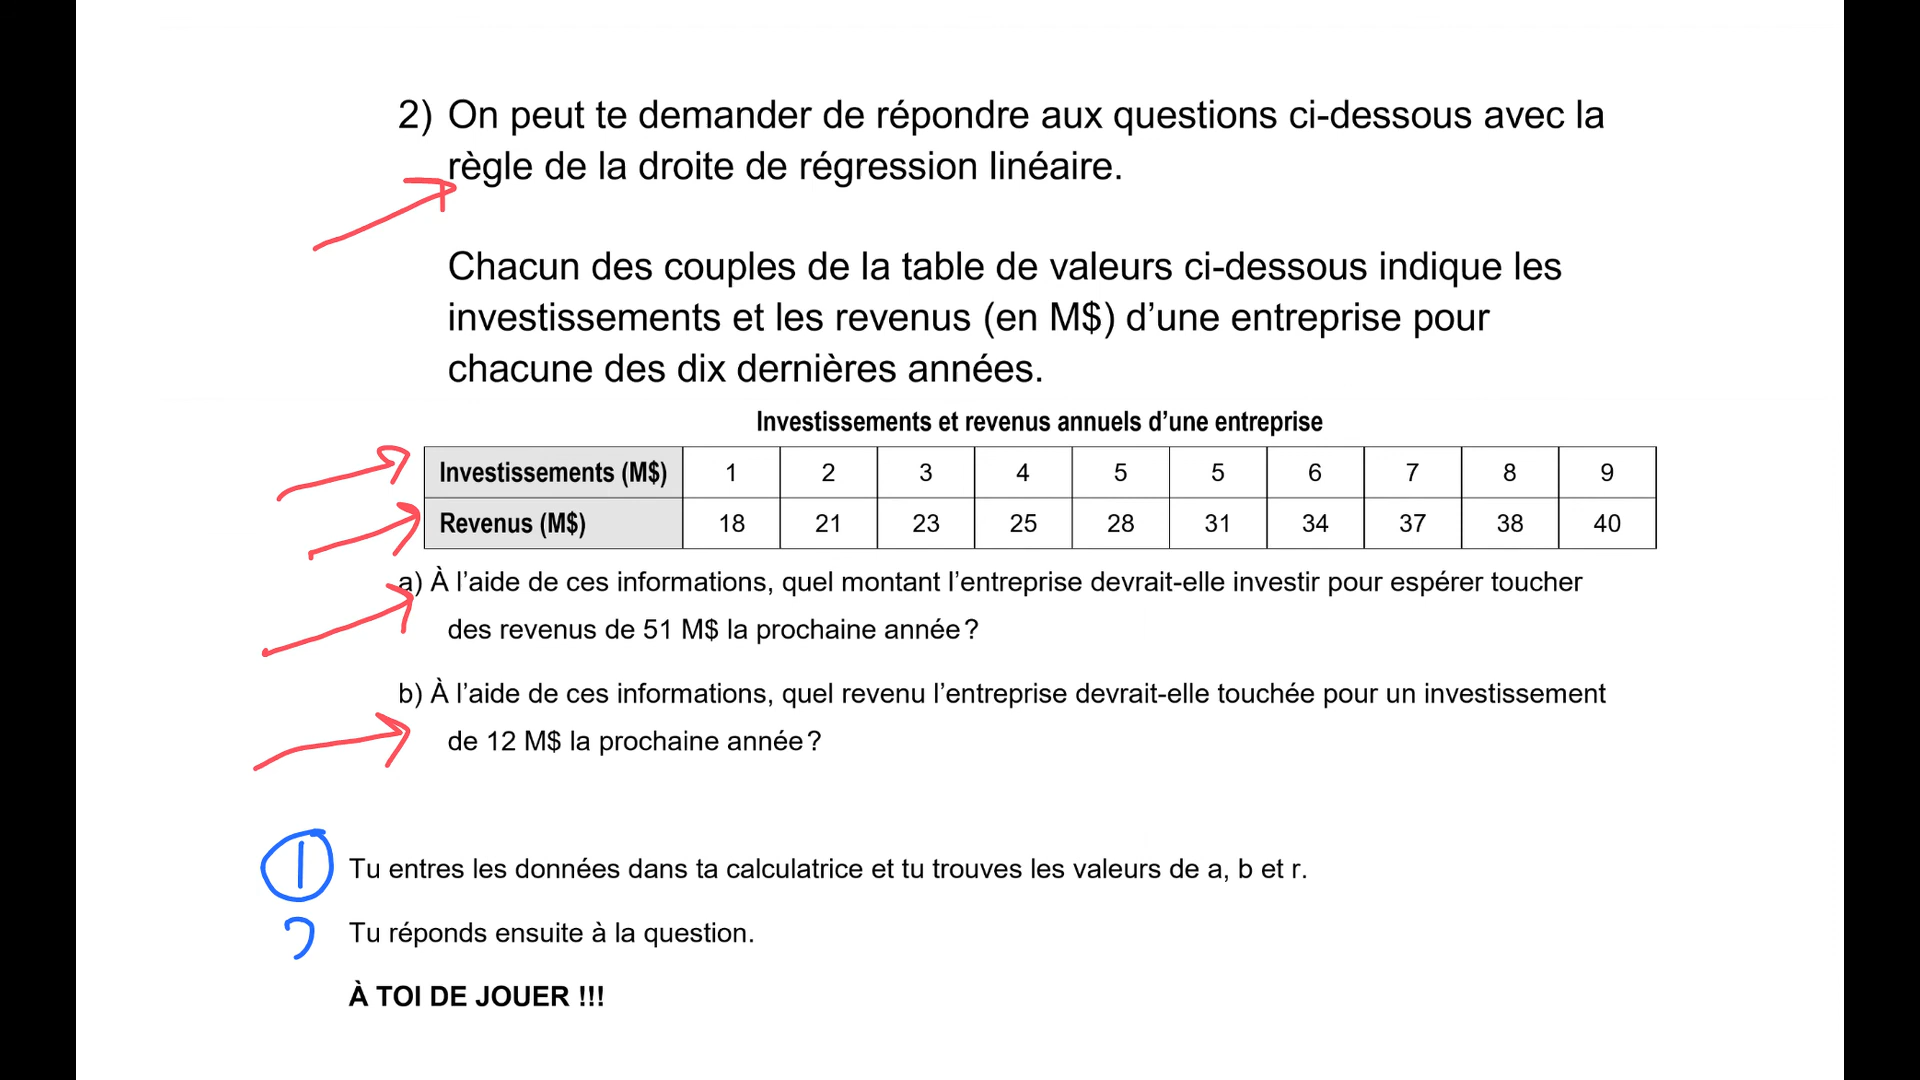 2) On peut te demander de répondre aux questions ci-dessous avec la
règle de la droite de régression linéaire.
Chacun des couples de la table de valeurs ci-dessous indique les
investissements et les revenus (en M$) d’une entreprise pour
chacune des dix dernières années.
Investissements et revenus annuels d’une entreprise
Investissements (M$) 1 2 3 4 5 5 6 7 8 9
Revenus (M$) 18 21 23 25 28 31 34 37 38 40
a) À l’aide de ces informations, quel montant l’entreprise devrait-elle investir pour espérer toucher
des revenus de 51 M$ la prochaine année ?
b) À l’aide de ces informations, quel revenu l’entreprise devrait-elle touchée pour un investissement
de 12 M$ la prochaine année ?
1 Tu entres les données dans ta calculatrice et tu trouves les valeurs de a, b et r.
Tu réponds ensuite à la question.
À TOI DE JOUER !!!